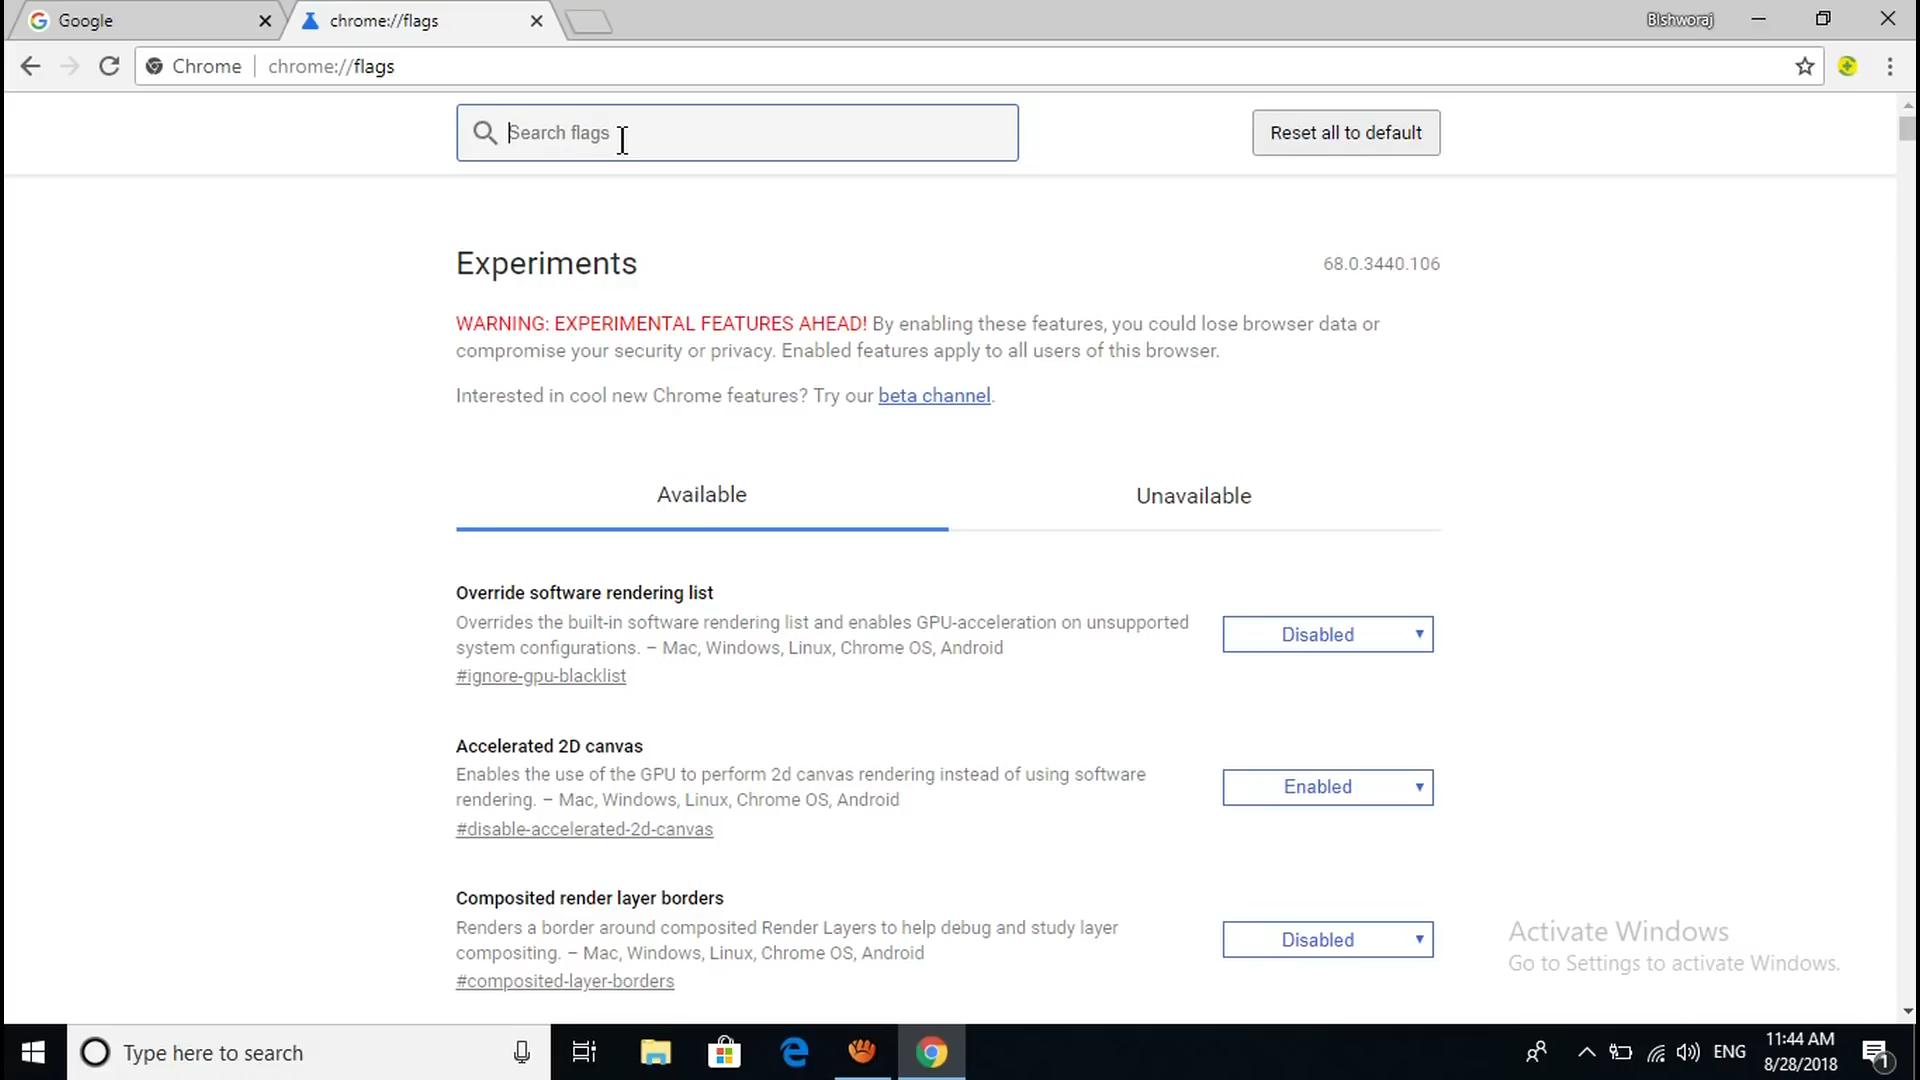 Google
chrome://flags
Bishworaj
Chrome
chrome://flags
Search flags
Reset all to default
Experiments
68.0.3440.106
WARNING: EXPERIMENTAL FEATURES AHEAD! By enabling these features, you could lose browser data or
compromise your security or privacy. Enabled features apply to all users of this browser.
Interested in cool new Chrome features? Try our beta channel.
Available
Unavailable
Override software rendering list
Overrides the built-in software rendering list and enables GPU-acceleration on unsupported
system configurations. – Mac, Windows, Linux, Chrome OS, Android
#ignore-gpu-blacklist
Disabled
Accelerated 2D canvas
Enables the use of the GPU to perform 2d canvas rendering instead of using software
rendering. – Mac, Windows, Linux, Chrome OS, Android
#disable-accelerated-2d-canvas
Enabled
Composited render layer borders
Renders a border around composited Render Layers to help debug and study layer
compositing. – Mac, Windows, Linux, Chrome OS, Android
#composited-layer-borders
Disabled
Activate Windows
Go to Settings to activate Windows.
Type here to search
ENG
11:44 AM
8/28/2018
1